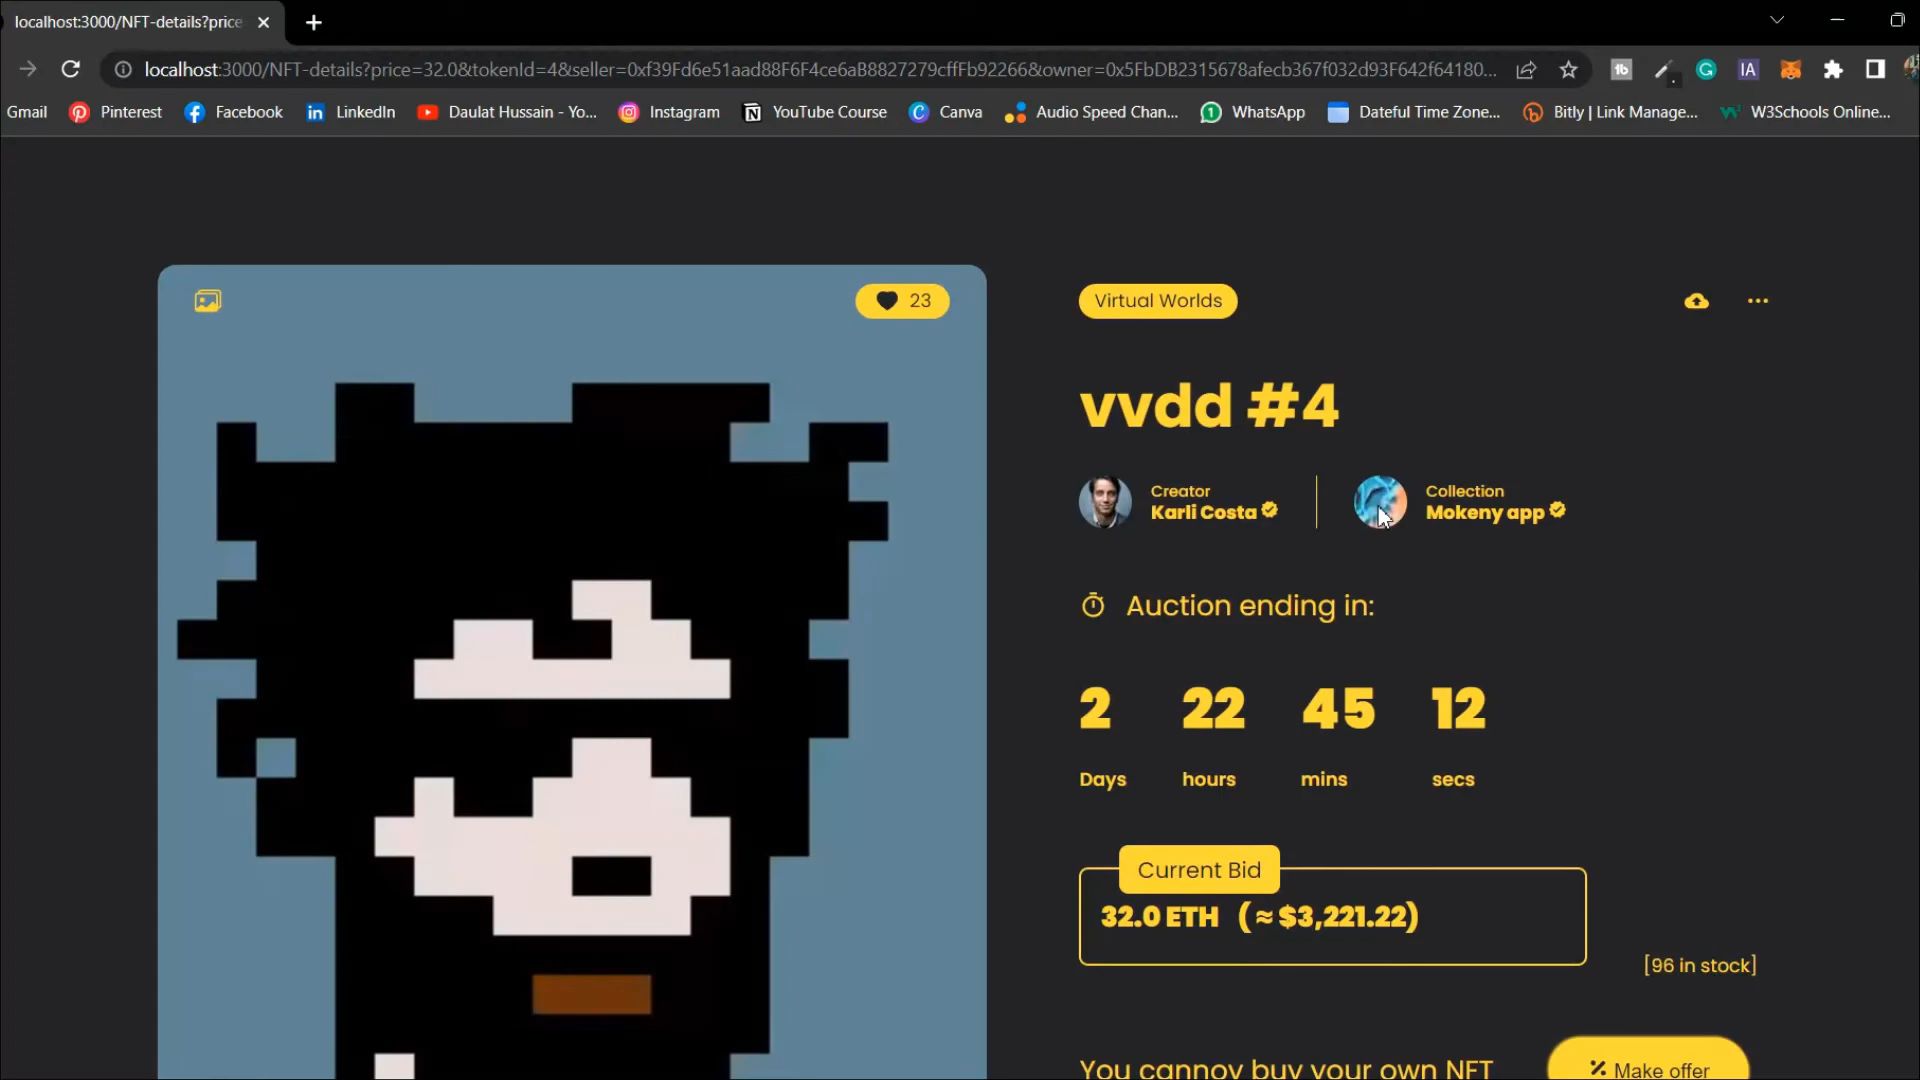 localhost:3000/NFT-details?price
localhost:3000/NFT-details?price=32.0&tokenId=4&seller=0xf39Fd6e51aad88F6F4ce6aB8827279cffFb92266&owner=0x5FbDB2315678afecb367f032d93F642f64180...
Gmail Pinterest Facebook LinkedIn Daulat Hussain - Yo... Instagram YouTube Course Canva Audio Speed Chan... WhatsApp Dateful Time Zone... Bitly | Link Manage... W3Schools Online...
23
Virtual Worlds
vvdd #4
Creator
Karli Costa
Collection
Mokeny app
Auction ending in:
2 22 45 12
Days hours mins secs
Current Bid
32.0 ETH ( ≈ $3,221.22)
[96 in stock]
You cannov buy your own NFT
Make offer